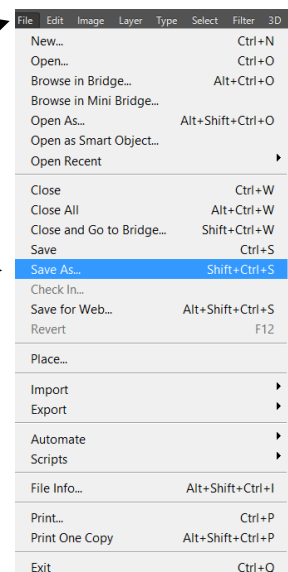 File Edit Image Layer Type Select Filter 3D
New... Ctrl+N
Open... Ctrl+O
Browse in Bridge... Alt+Ctrl+O
Browse in Mini Bridge...
Open As... Alt+Shift+Ctrl+O
Open as Smart Object...
Open Recent
Close Ctrl+W
Close All Alt+Ctrl+W
Close and Go to Bridge... Shift+Ctrl+W
Save Ctrl+S
Save As... Shift+Ctrl+S
Check In...
Save for Web... Alt+Shift+Ctrl+S
Revert F12
Place...
Import
Export
Automate
Scripts
File Info... Alt+Shift+Ctrl+I
Print... Ctrl+P
Print One Copy Alt+Shift+Ctrl+P
Exit Ctrl+Q